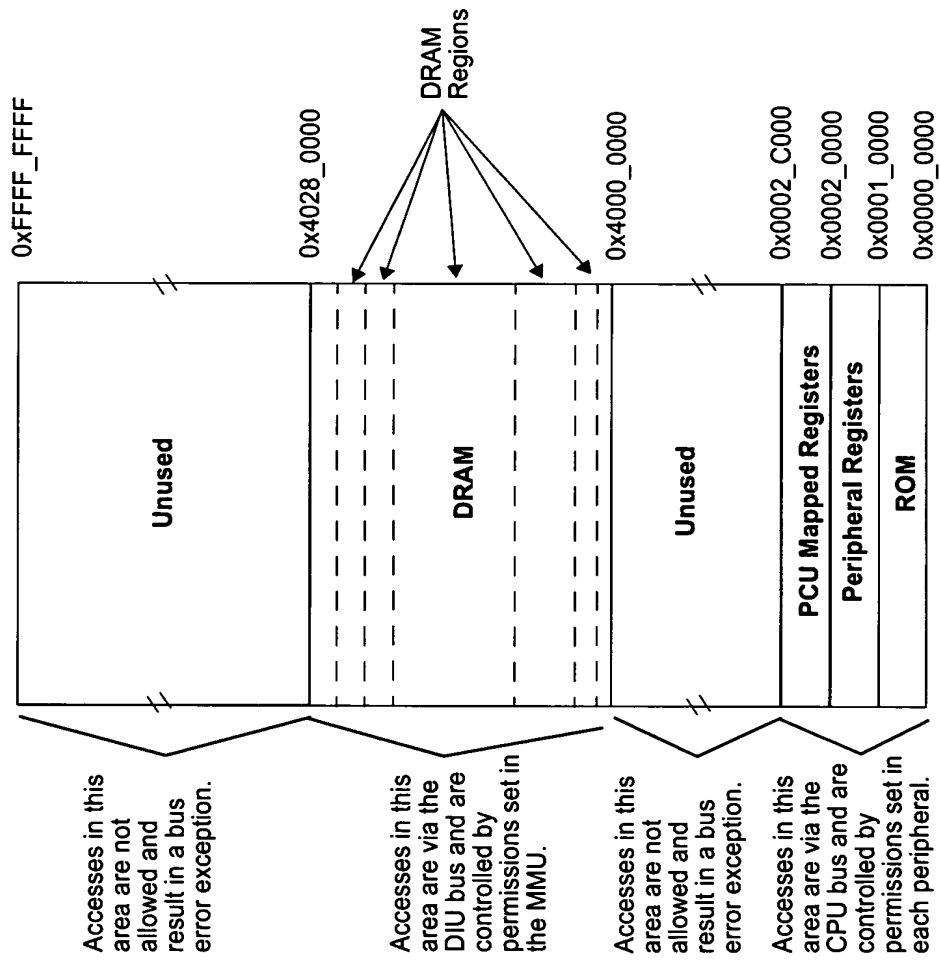 0xFFFF_FFFF
Unused
Accesses in this
area are not
allowed and
result in a bus
error exception.
0x4028_0000
DRAM
Regions
DRAM
Accesses in this
area are via the
DIU bus and are
controlled by
permissions set in
the MMU.
0x4000_0000
Unused
Accesses in this
area are not
allowed and
result in a bus
error exception.
0x0002_C000
PCU Mapped Registers
0x0002_0000
Peripheral Registers
0x0001_0000
ROM
0x0000_0000
Accesses in this
area are via the
CPU bus and are
controlled by
permissions set in
each peripheral.